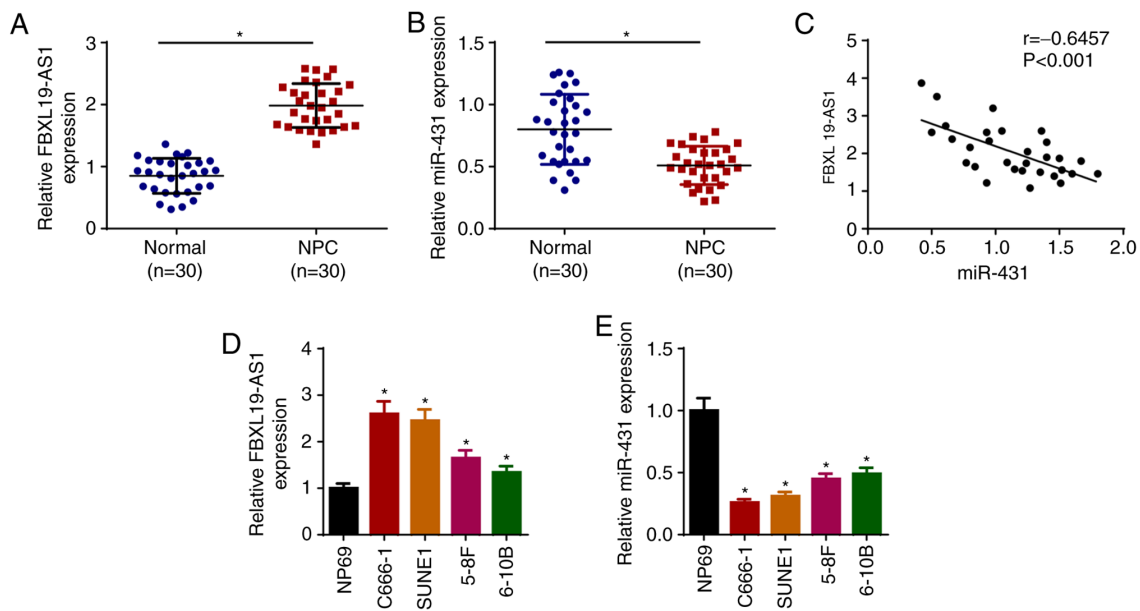 A
Relative FBXL19-AS1
expression
3
2
1
0
*
Normal
(n=30)
NPC
(n=30)
B
Relative miR-431 expression
1.5
1.0
0.5
0.0
*
Normal
(n=30)
NPC
(n=30)
C
r=−0.6457
P<0.001
FBXL 19-AS1
5
4
3
2
1
0
0.0
0.5
1.0
1.5
2.0
miR-431
D
Relative FBXL19-AS1
expression
4
3
2
1
0
*
*
*
*
NP69
C666-1
SUNE1
5-8F
6-10B
E
Relative miR-431 expression
1.5
1.0
0.5
0.0
*
*
*
*
NP69
C666-1
SUNE1
5-8F
6-10B